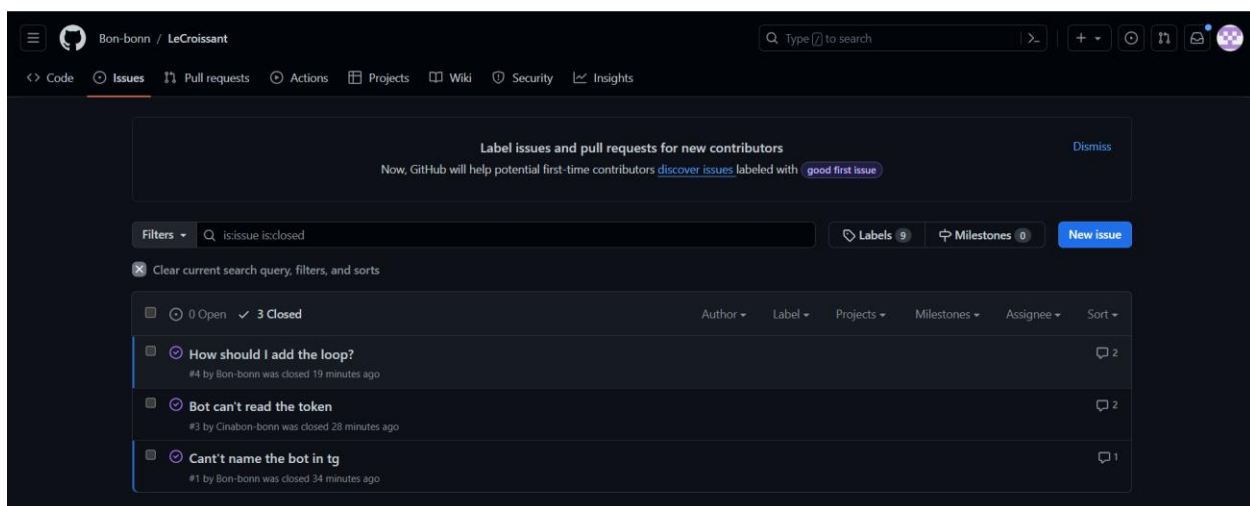 Bon-bonn / LeCroissant
Type / to search
Code Issues Pull requests Actions Projects Wiki Security Insights
Label issues and pull requests for new contributors
Dismiss
Now, GitHub will help potential first-time contributors discover issues labeled with good first issue
Filters is:issue is:closed Labels 9 Milestones 0 New issue
Clear current search query, filters, and sorts
0 Open 3 Closed Author Label Projects Milestones Assignee Sort
How should I add the loop? 2
#4 by Bon-bonn was closed 19 minutes ago
Bot can't read the token 2
#3 by Cinabon-bonn was closed 28 minutes ago
Cant't name the bot in tg 1
#1 by Bon-bonn was closed 34 minutes ago